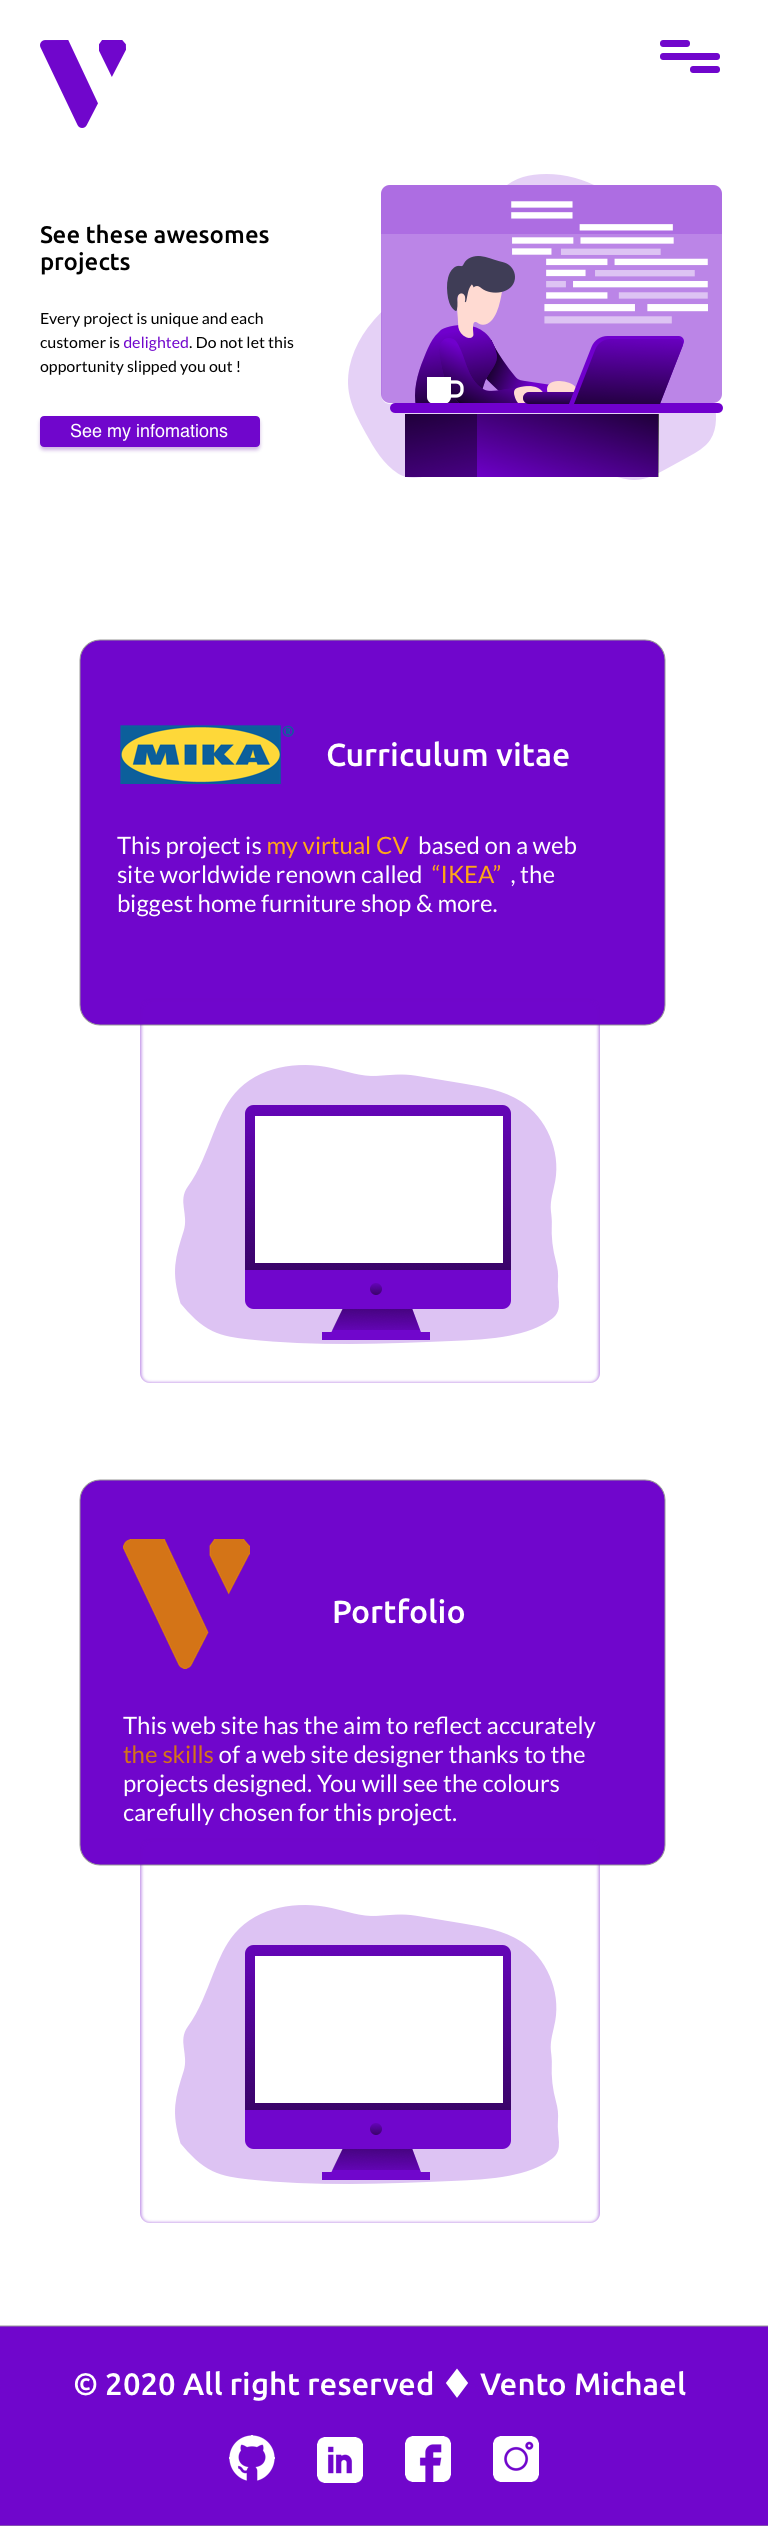 See these awesomes
projects
Every project is unique and each
customer is delighted. Do not let this
opportunity slipped you out !
See my infomations
MIKA ®
Curriculum vitae
This project is my virtual CV based on a web
site worldwide renown called “IKEA” , the
biggest home furniture shop & more.
Portfolio
This web site has the aim to reflect accurately
the skills of a web site designer thanks to the
projects designed. You will see the colours
carefully chosen for this project.
© 2020 All right reserved ♦ Vento Michael
in